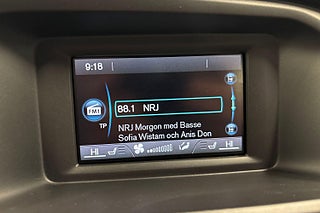 9:18
FM1
88.1 NRJ
TP
NRJ Morgon med Basse
Sofia Wistam och Anis Don
HI HI